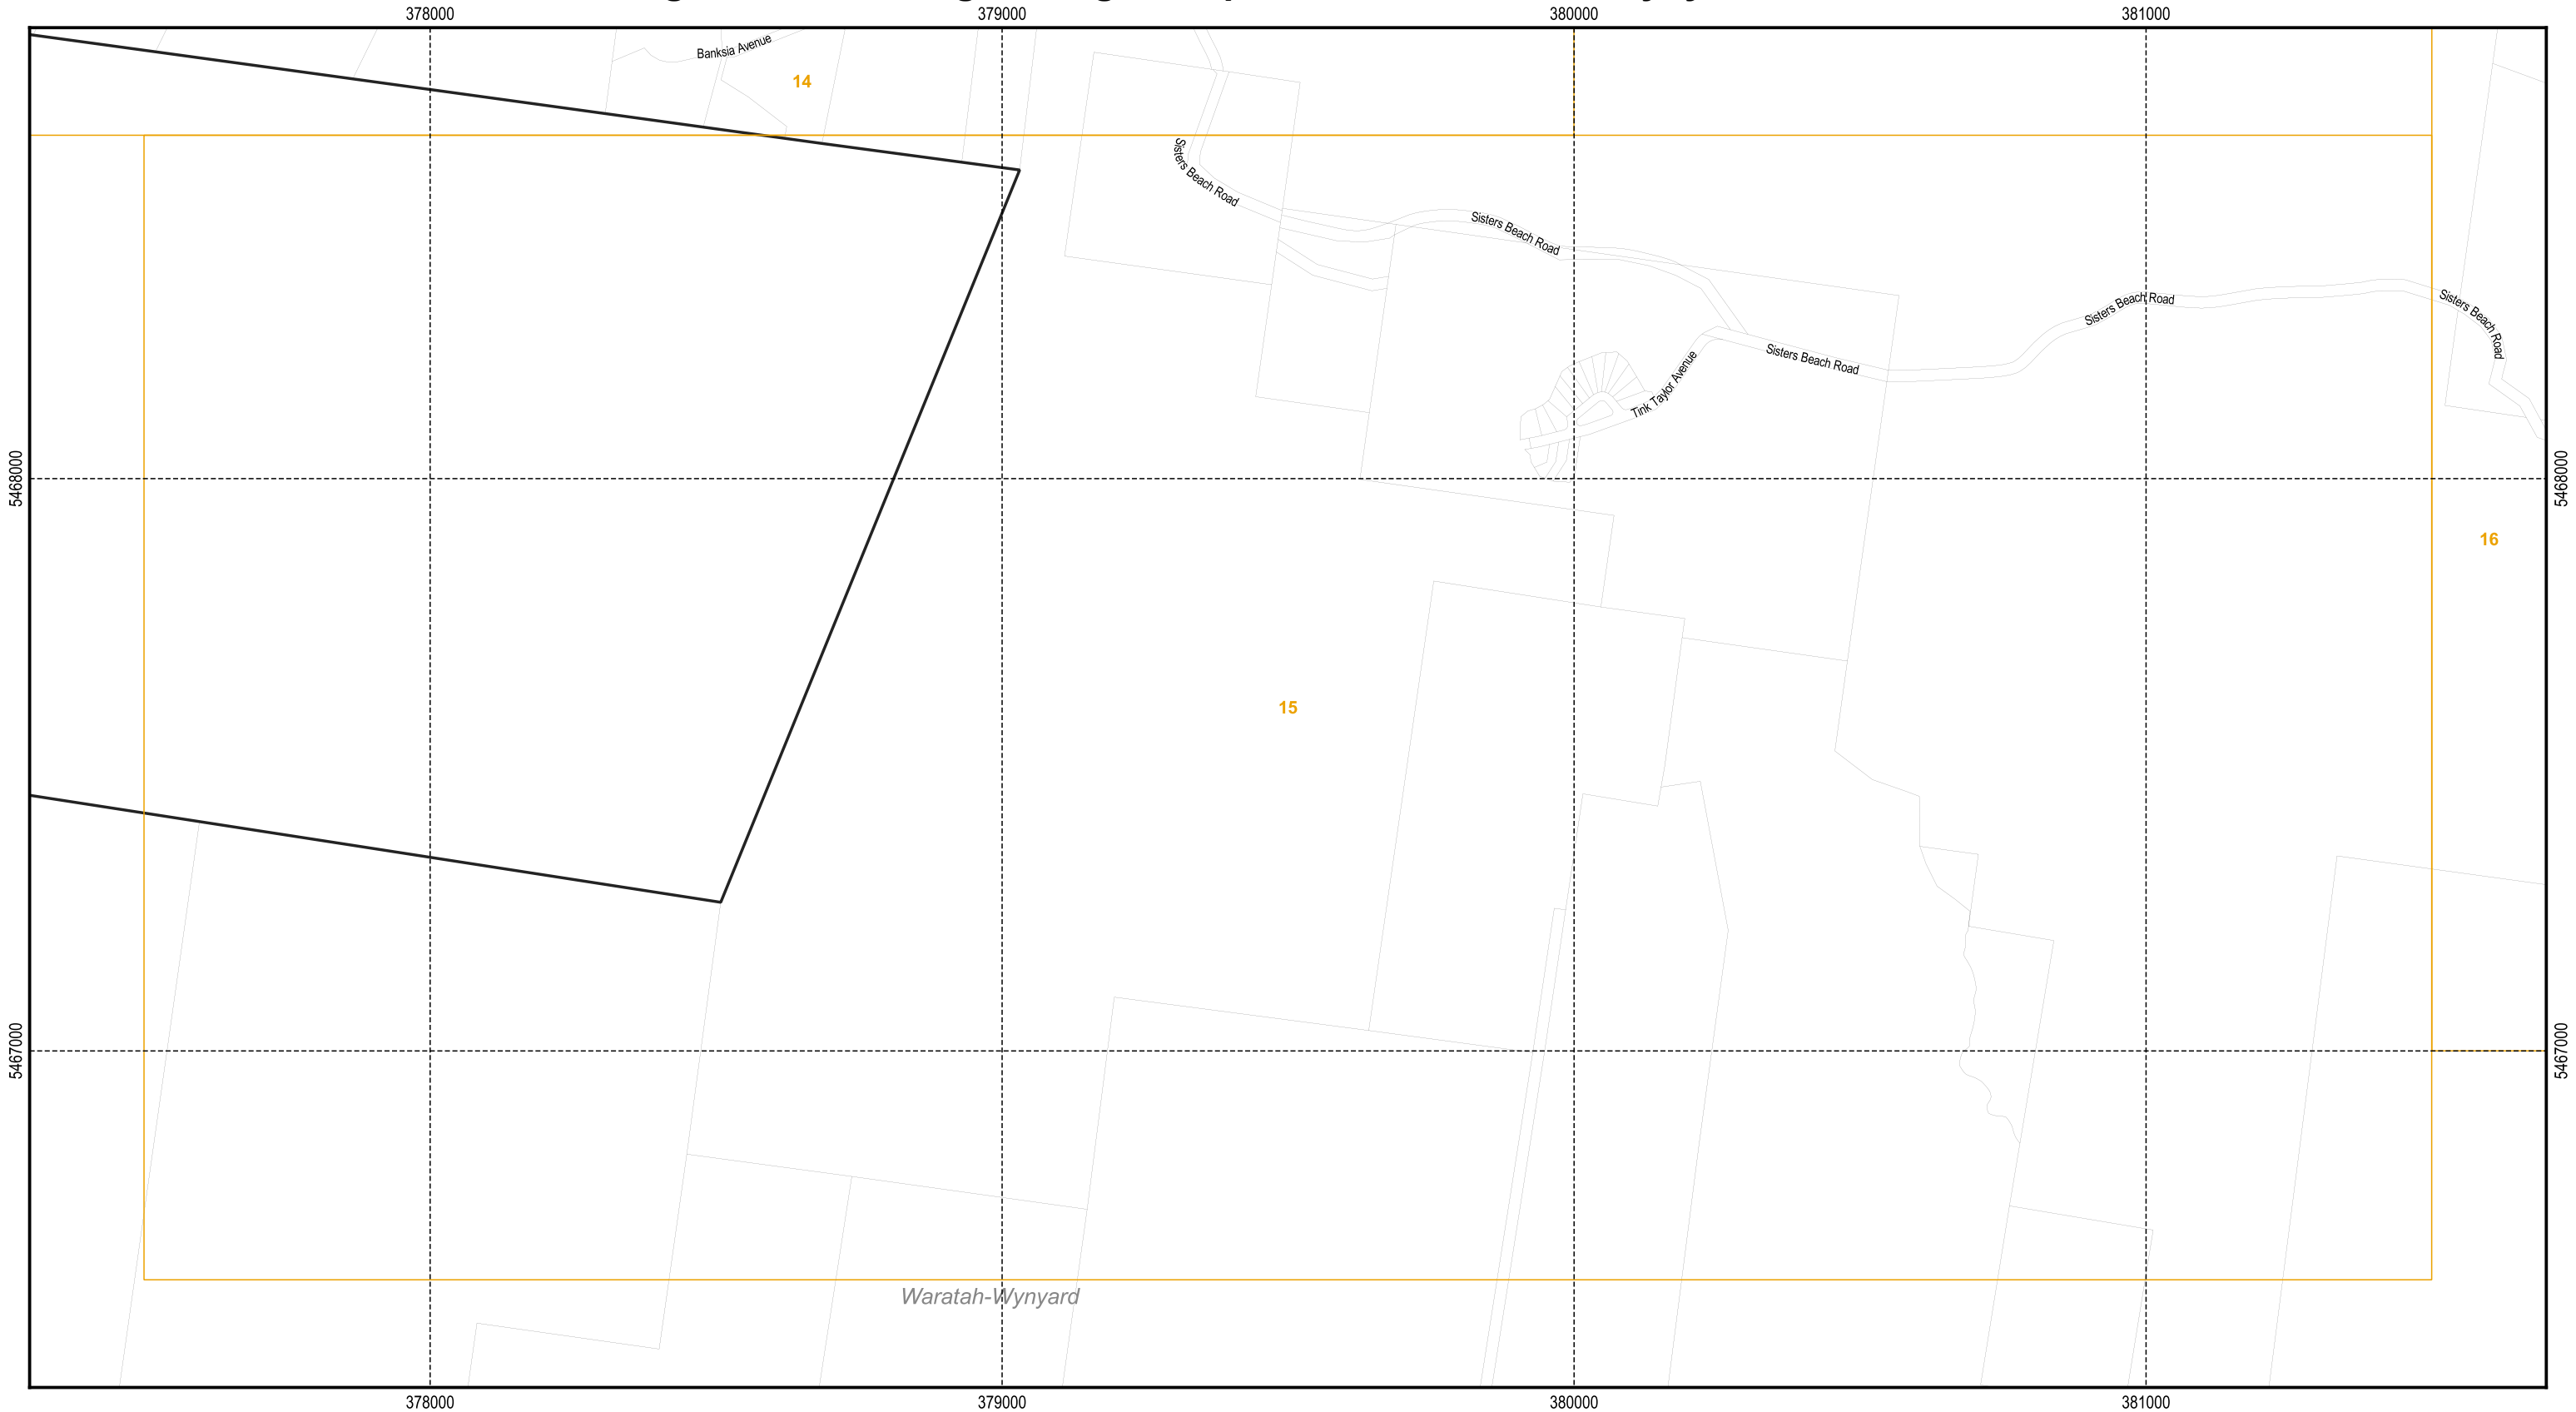 378000
379000
380000
381000
Banksia Avenue
14
Sisters Beach Road
Sisters Beach Road
Sisters Beach Road
Sisters Beach Road
Sisters Beach Road
Tink Taylor Avenue
5468000
5468000
16
15
5467000
5467000
Waratah-Wynyard
378000
379000
380000
381000